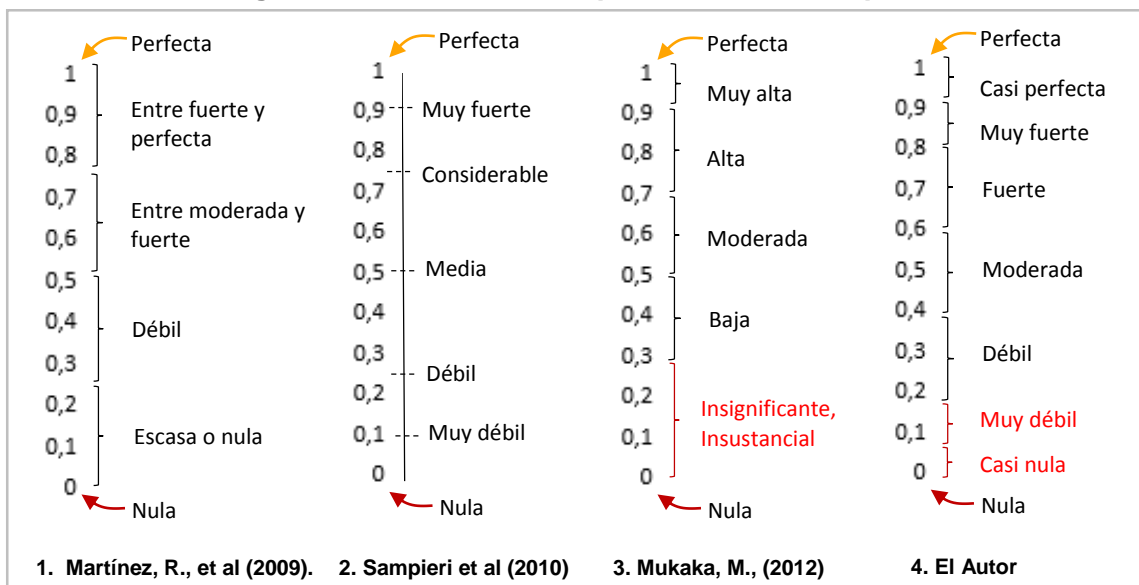 Perfecta
1
0,9
0,8
0,7
0,6
0,5
0,4
0,3
0,2
0,1
0
Entre fuerte y
perfecta
Entre moderada y
fuerte
Débil
Escasa o nula
Nula
1. Martínez, R., et al (2009).
Perfecta
1
0,9
0,8
0,7
0,6
0,5
0,4
0,3
0,2
0,1
0
Muy fuerte
Considerable
Media
Débil
Muy débil
Nula
2. Sampieri et al (2010)
Perfecta
1
0,9
0,8
0,7
0,6
0,5
0,4
0,3
0,2
0,1
0
Muy alta
Alta
Moderada
Baja
Insignificante,
Insustancial
Nula
3. Mukaka, M., (2012)
Perfecta
1
0,9
0,8
0,7
0,6
0,5
0,4
0,3
0,2
0,1
0
Casi perfecta
Muy fuerte
Fuerte
Moderada
Débil
Muy débil
Casi nula
Nula
4. El Autor